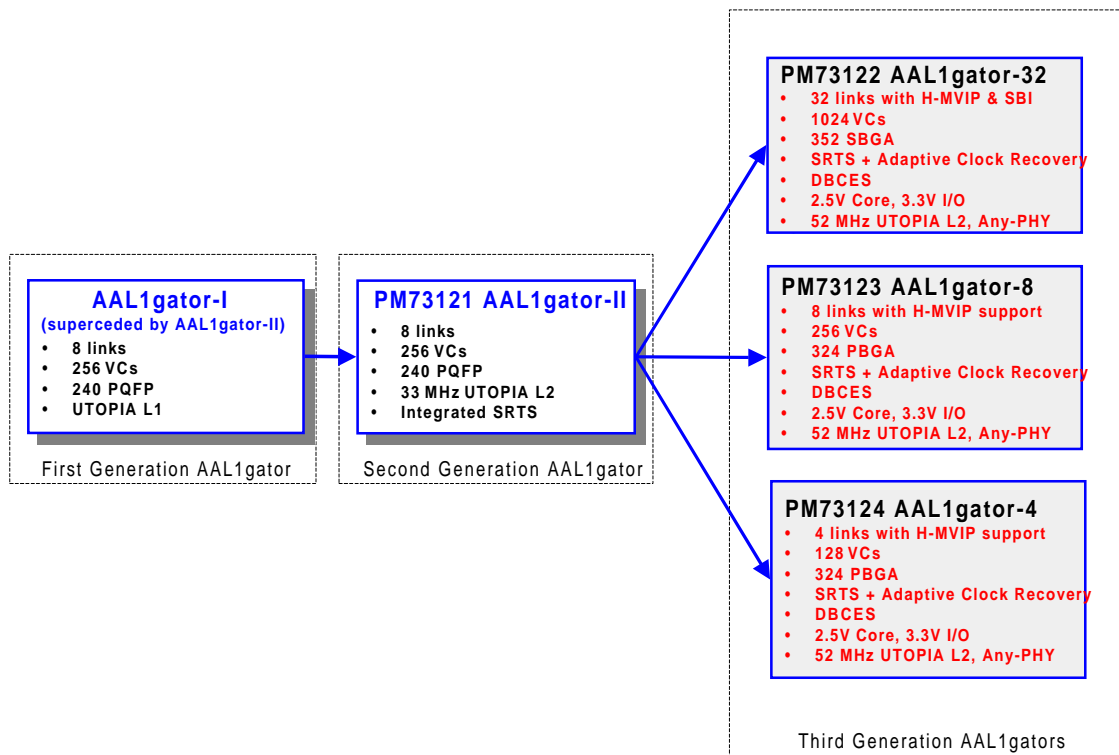 AAL1gator-I
(superceded by AAL1gator-II)
• 8 links
• 256 VCs
• 240 PQFP
• UTOPIA L1
First Generation AAL1gator
PM73121 AAL1gator-II
• 8 links
• 256 VCs
• 240 PQFP
• 33 MHz UTOPIA L2
• Integrated SRTS
Second Generation AAL1gator
PM73122 AAL1gator-32
• 32 links with H-MVIP & SBI
• 1024 VCs
• 352 SBGA
• SRTS + Adaptive Clock Recovery
• DBCES
• 2.5V Core, 3.3V I/O
• 52 MHz UTOPIA L2, Any-PHY
PM73123 AAL1gator-8
• 8 links with H-MVIP support
• 256 VCs
• 324 PBGA
• SRTS + Adaptive Clock Recovery
• DBCES
• 2.5V Core, 3.3V I/O
• 52 MHz UTOPIA L2, Any-PHY
PM73124 AAL1gator-4
• 4 links with H-MVIP support
• 128 VCs
• 324 PBGA
• SRTS + Adaptive Clock Recovery
• DBCES
• 2.5V Core, 3.3V I/O
• 52 MHz UTOPIA L2, Any-PHY
Third Generation AAL1gators